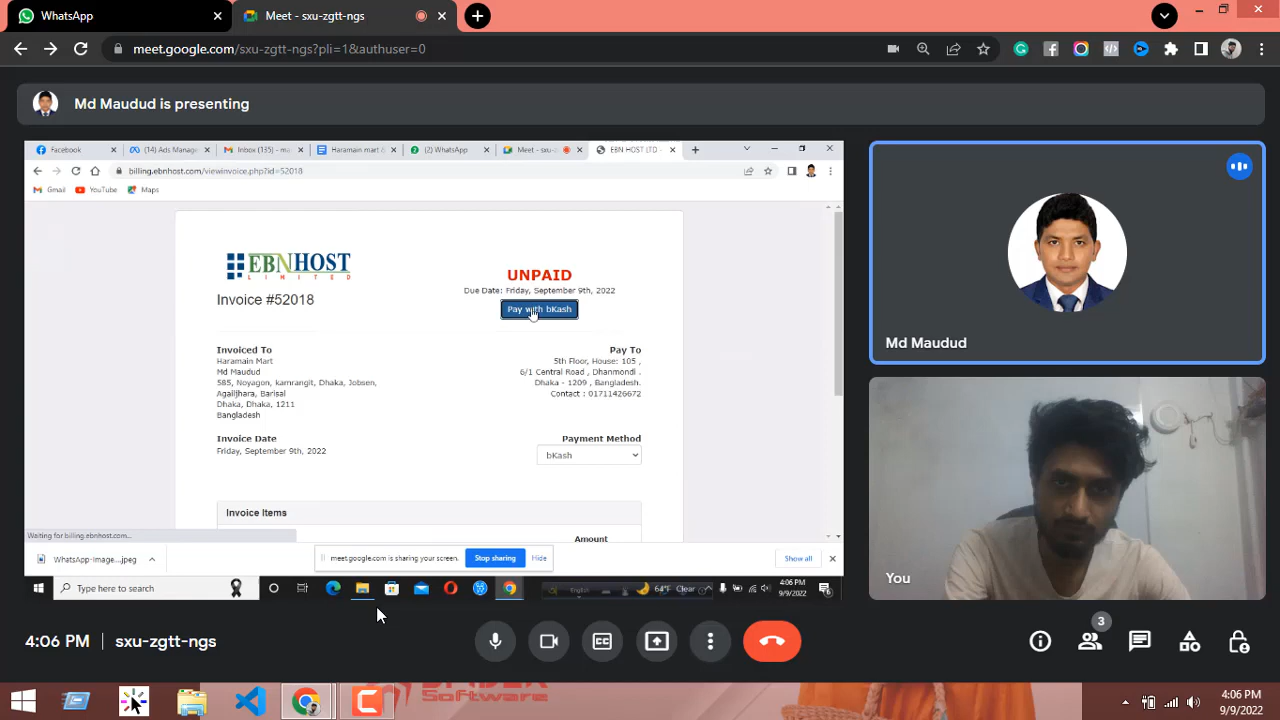 WhatsApp
Meet - sxu-zgtt-ngs
meet.google.com/sxu-zgtt-ngs?pli=1&authuser=0
Md Maudud is presenting
Facebook
(14) Ads Manage
Inbox (135) - ma
Haramain mart &
(2) WhatsApp
Meet - sxu-
EBN HOST LTD -
billing.ebnhost.com/viewinvoice.php?id=52018
Gmail
YouTube
Maps
EBNHOST
LIMITED
Invoice #52018
UNPAID
Due Date: Friday, September 9th, 2022
Pay with bKash
Invoiced To
Haramain Mart
Md Maudud
585, Noyagon, kamrangit, Dhaka, Jobsen,
Agailjhara, Barisal
Dhaka, Dhaka, 1211
Bangladesh
Pay To
5th Floor, House: 105 ,
6/1 Central Road , Dhanmondi .
Dhaka - 1209 , Bangladesh.
Contact : 01711426672
Invoice Date
Friday, September 9th, 2022
Payment Method
bKash
Invoice Items
Amount
Waiting for billing.ebnhost.com...
WhatsApp-Image....jpeg
meet.google.com is sharing your screen.
Stop sharing
Hide
Show all
Type here to search
English
64°F Clear
4:06 PM
9/9/2022
Md Maudud
You
4:06 PM
sxu-zgtt-ngs
3
Software
4:06 PM
9/9/2022